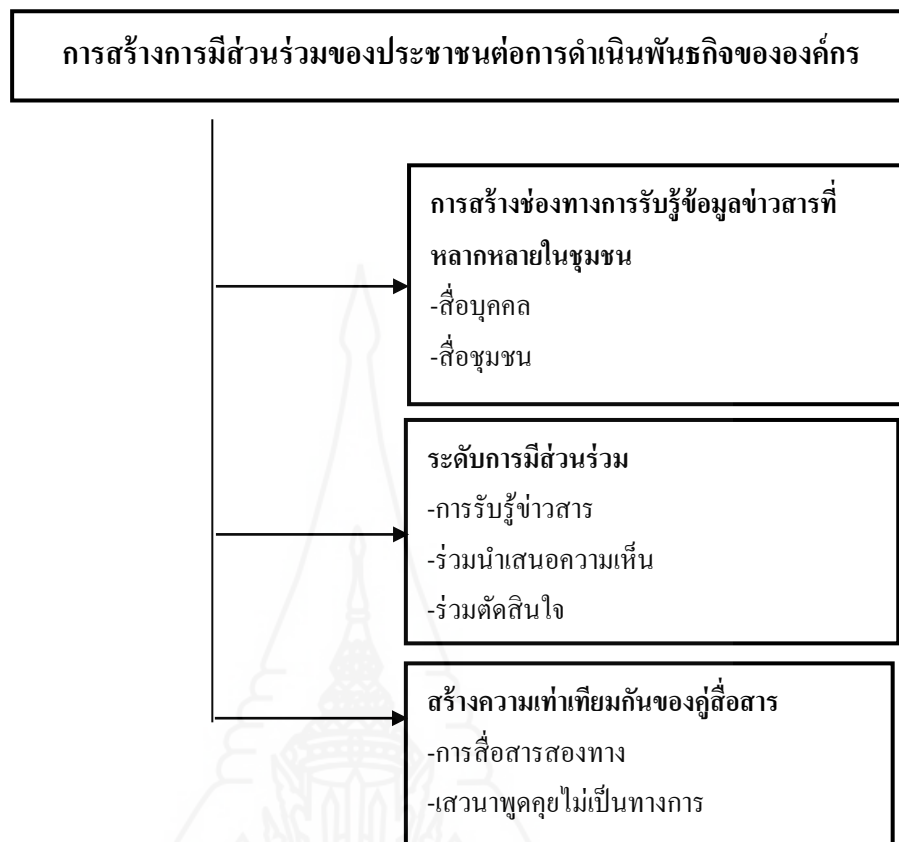 การสร้างการมีส่วนร่วมของประชาชนต่อการดำเนินพันธกิจขององค์กร
การสร้างช่องทางการรับรู้ข้อมูลข่าวสารที่
หลากหลายในชุมชน
-สื่อบุคคล
-สื่อชุมชน
ระดับการมีส่วนร่วม
-การรับรู้ข่าวสาร
-ร่วมนำเสนอความเห็น
-ร่วมตัดสินใจ
สร้างความเท่าเทียมกันของคู่สื่อสาร
-การสื่อสารสองทาง
-เสวนาพูดคุยไม่เป็นทางการ